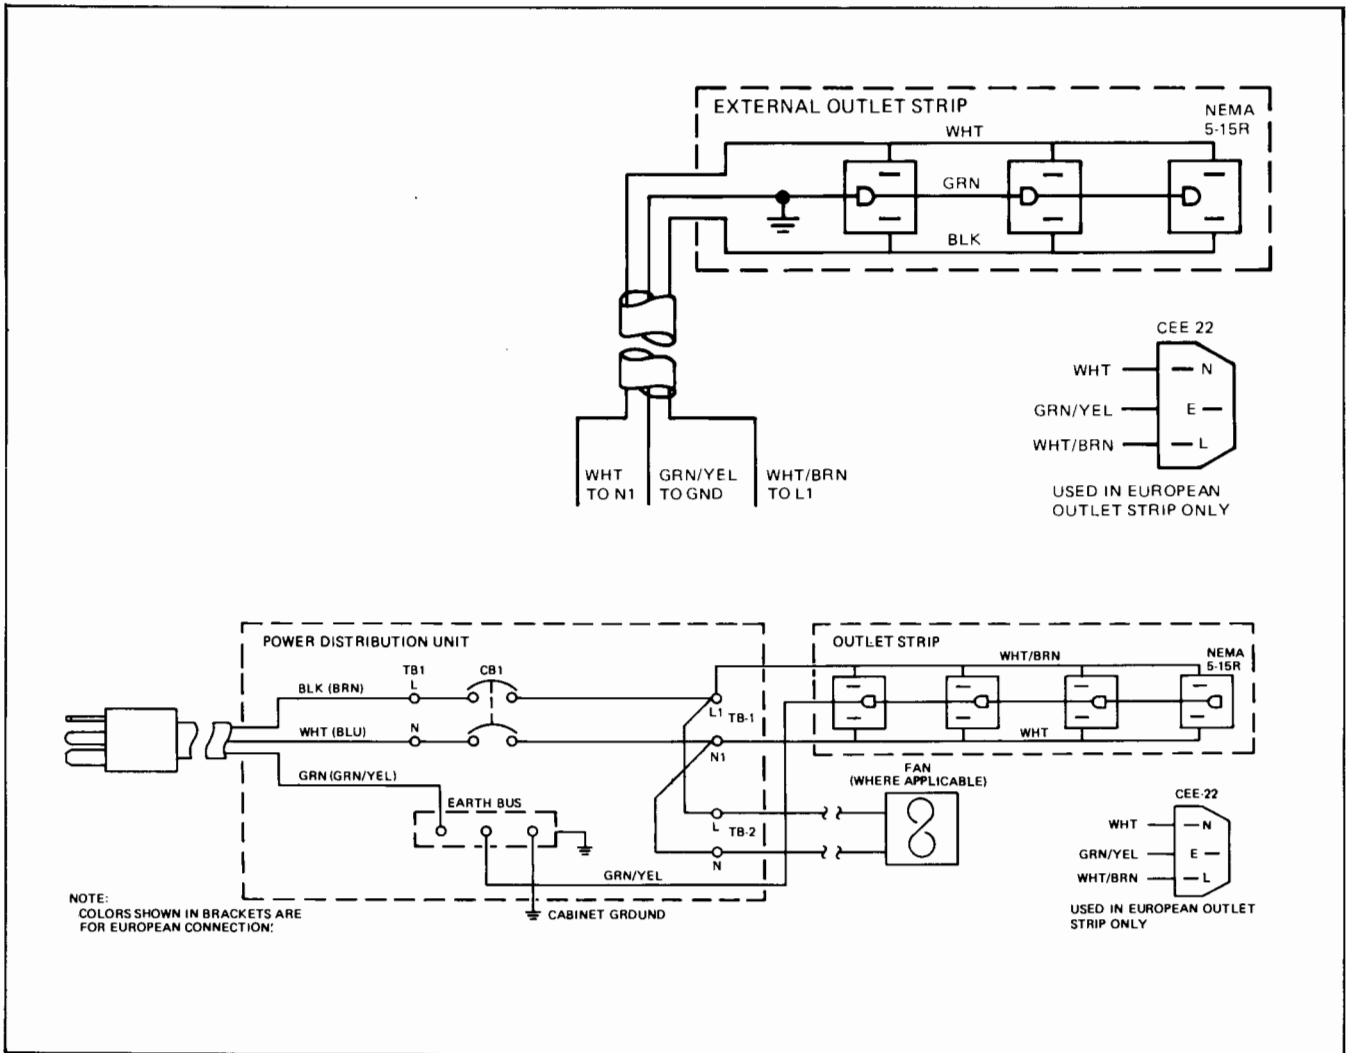 EXTERNAL OUTLET STRIP
NEMA
5-15R
WHT
GRN
BLK
CEE 22
WHT
N
GRN/YEL
E
WHT/BRN
L
USED IN EUROPEAN
OUTLET STRIP ONLY
WHT
TO N1
GRN/YEL
TO GND
WHT/BRN
TO L1
POWER DISTRIBUTION UNIT
TB1
L
CB1
BLK (BRN)
N
WHT (BLU)
GRN (GRN/YEL)
EARTH BUS
L1
TB-1
N1
L
TB-2
N
GRN/YEL
CABINET GROUND
OUTLET STRIP
WHT/BRN
NEMA
5-15R
WHT
FAN
(WHERE APPLICABLE)
CEE-22
WHT
N
GRN/YEL
E
WHT/BRN
L
USED IN EUROPEAN OUTLET
STRIP ONLY
NOTE:
COLORS SHOWN IN BRACKETS ARE
FOR EUROPEAN CONNECTION.